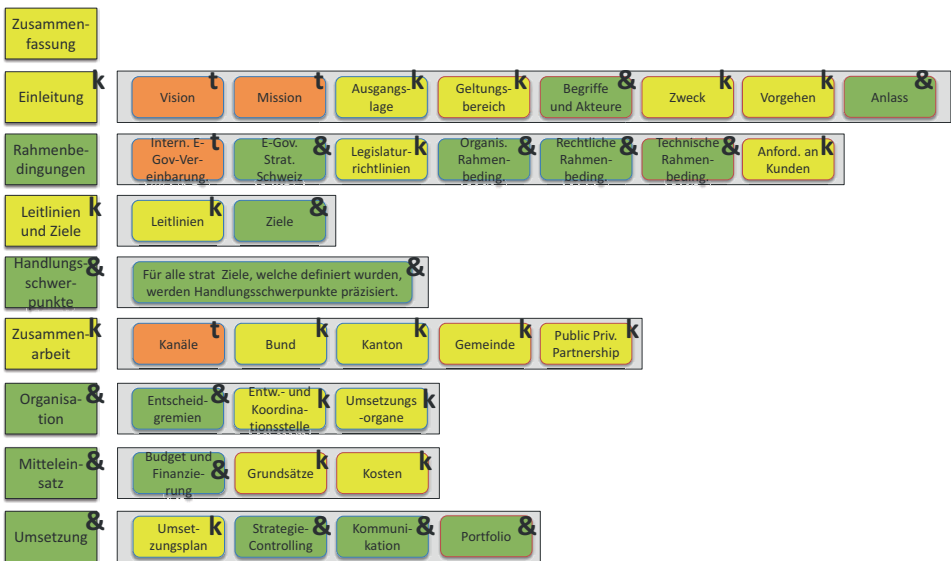 Zusammen-
fassung
Einleitung k
Vision t
Mission t
Ausgangs- k
lage
Geltungs- k
bereich
Begriffe &
und Akteure
Zweck k
Vorgehen k
Anlass &
Rahmenbe-
dingungen
Intern. E- t
Gov-Ver-
einbarung.
E-Gov. &
Strat.
Schweiz
Legislatur- k
richtlinien
Organis. &
Rahmen-
beding.
Rechtliche &
Rahmen-
beding.
Technische &
Rahmen-
beding.
Anford. an k
Kunden
Leitlinien k
und Ziele
Leitlinien k
Ziele &
Handlungs- &
schwer-
punkte
Für alle strat Ziele, welche definiert wurden, &
werden Handlungsschwerpunkte präzisiert.
Zusammen- k
arbeit
Kanäle t
Bund k
Kanton k
Gemeinde k
Public Priv. k
Partnership
Organisa- &
tion
Entscheid- &
gremien
Entw.- und
Koordina- k
tionsstelle
Umsetzungs k
-organe
Mittelein- &
satz
Budget und
Finanzie- &
rung
Grundsätze k
Kosten k
Umsetzung &
Umset- k
zungsplan
Strategie- &
Controlling
Kommuni- &
kation
Portfolio &